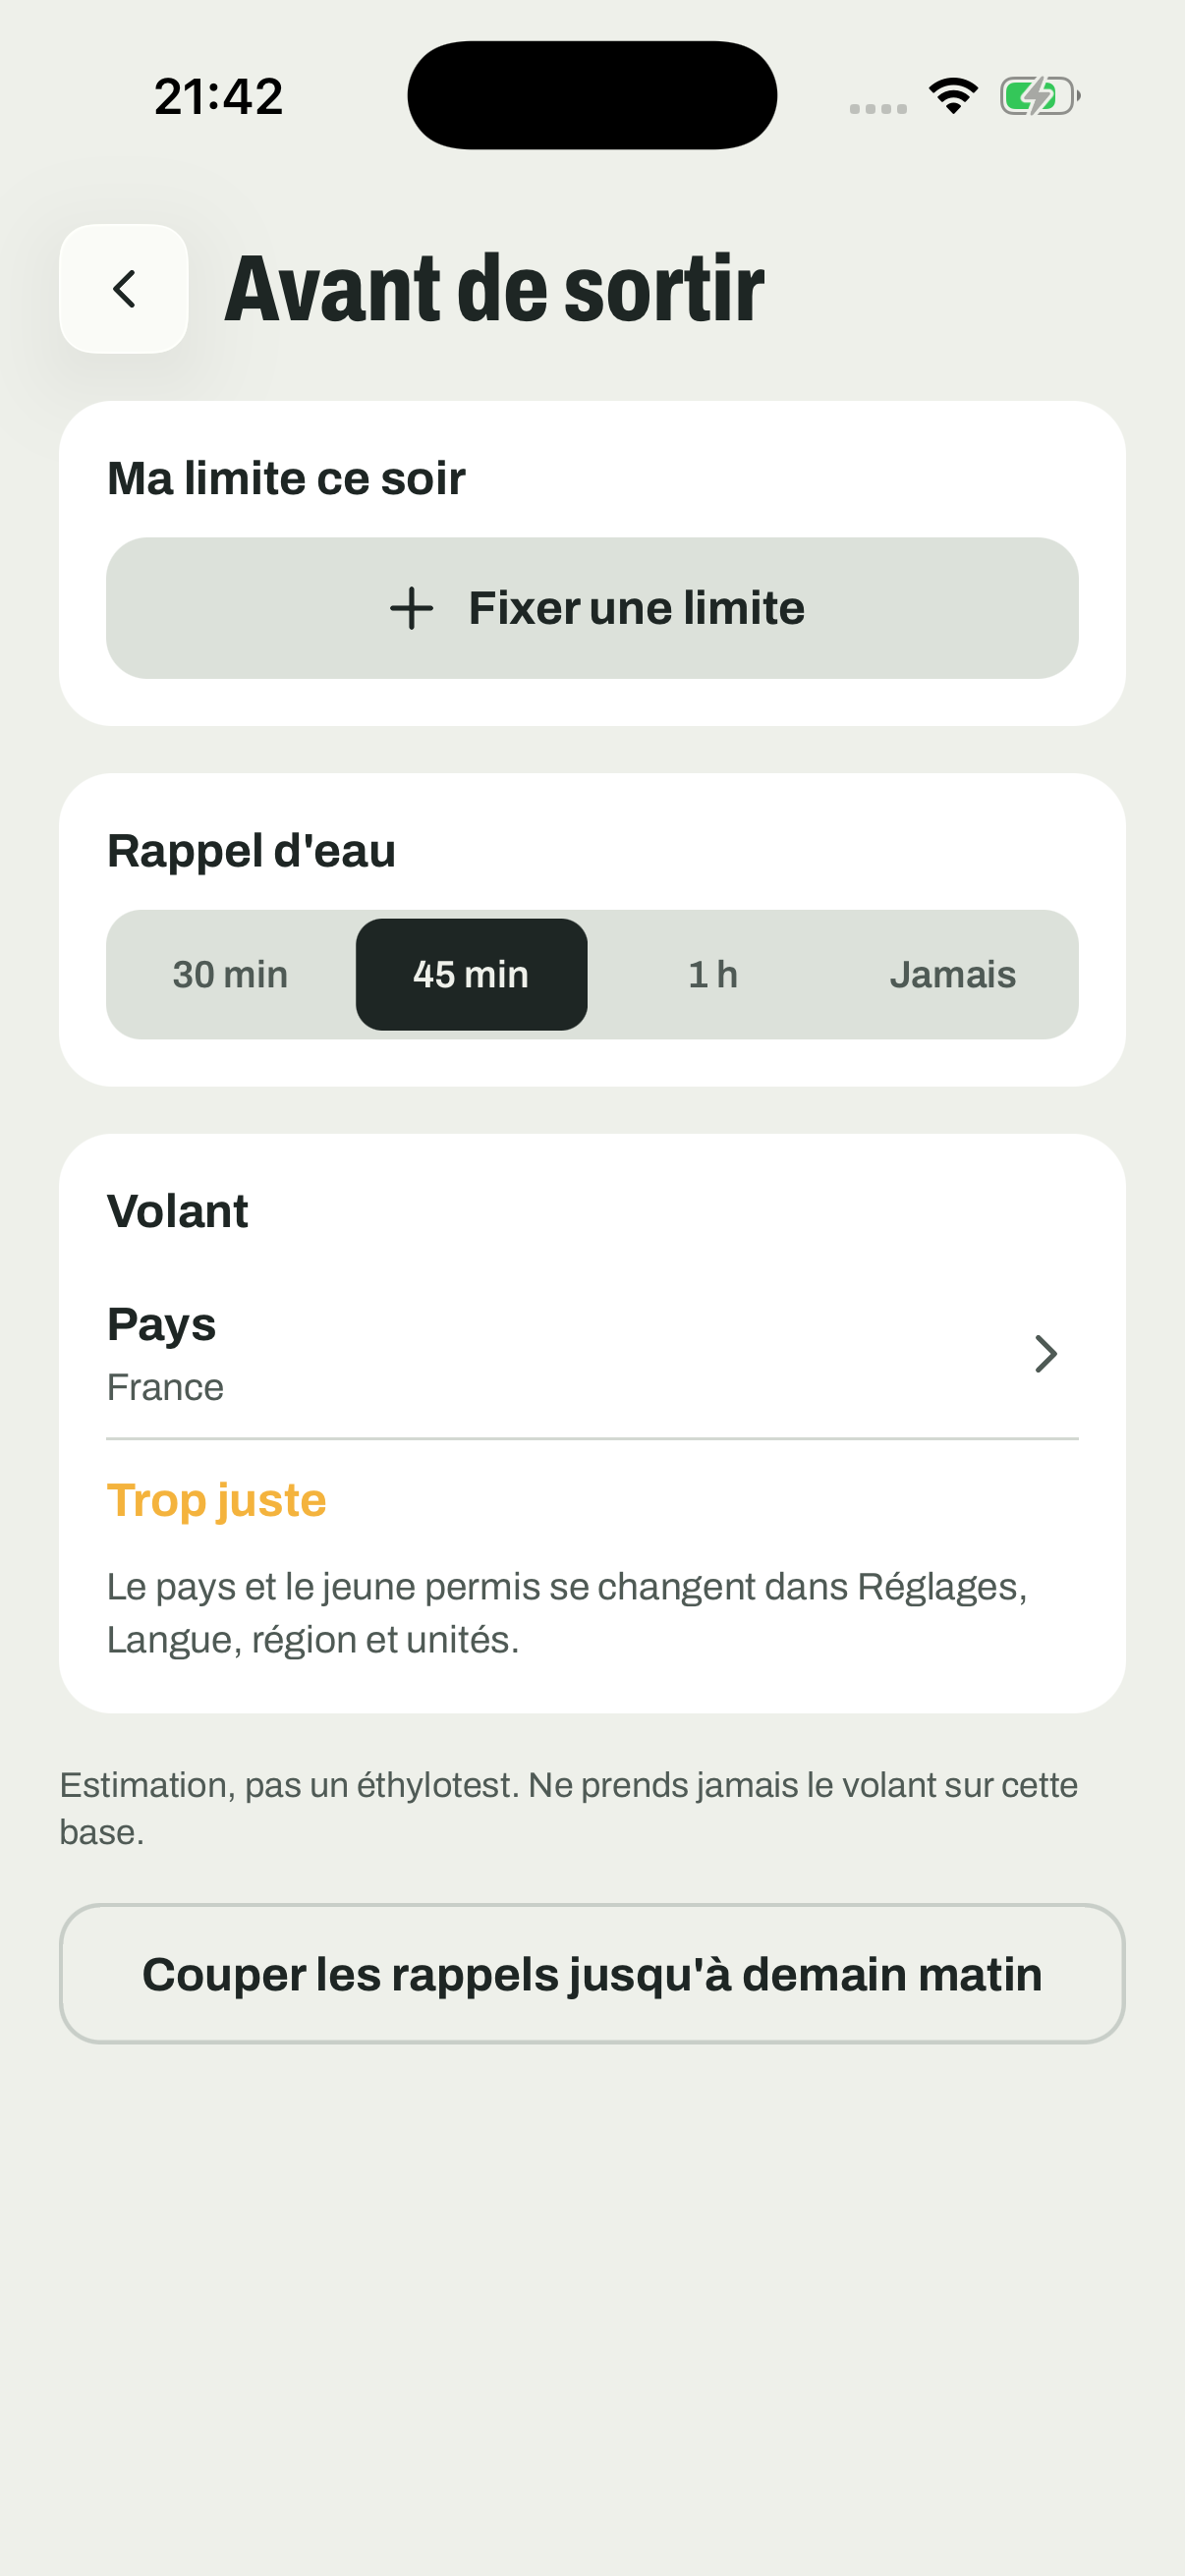 21:42
Avant de sortir
Ma limite ce soir
Fixer une limite
Rappel d'eau
30 min
45 min
1 h
Jamais
Volant
Pays
France
Trop juste
Le pays et le jeune permis se changent dans Réglages,
Langue, région et unités.
Estimation, pas un éthylotest. Ne prends jamais le volant sur cette
base.
Couper les rappels jusqu'à demain matin